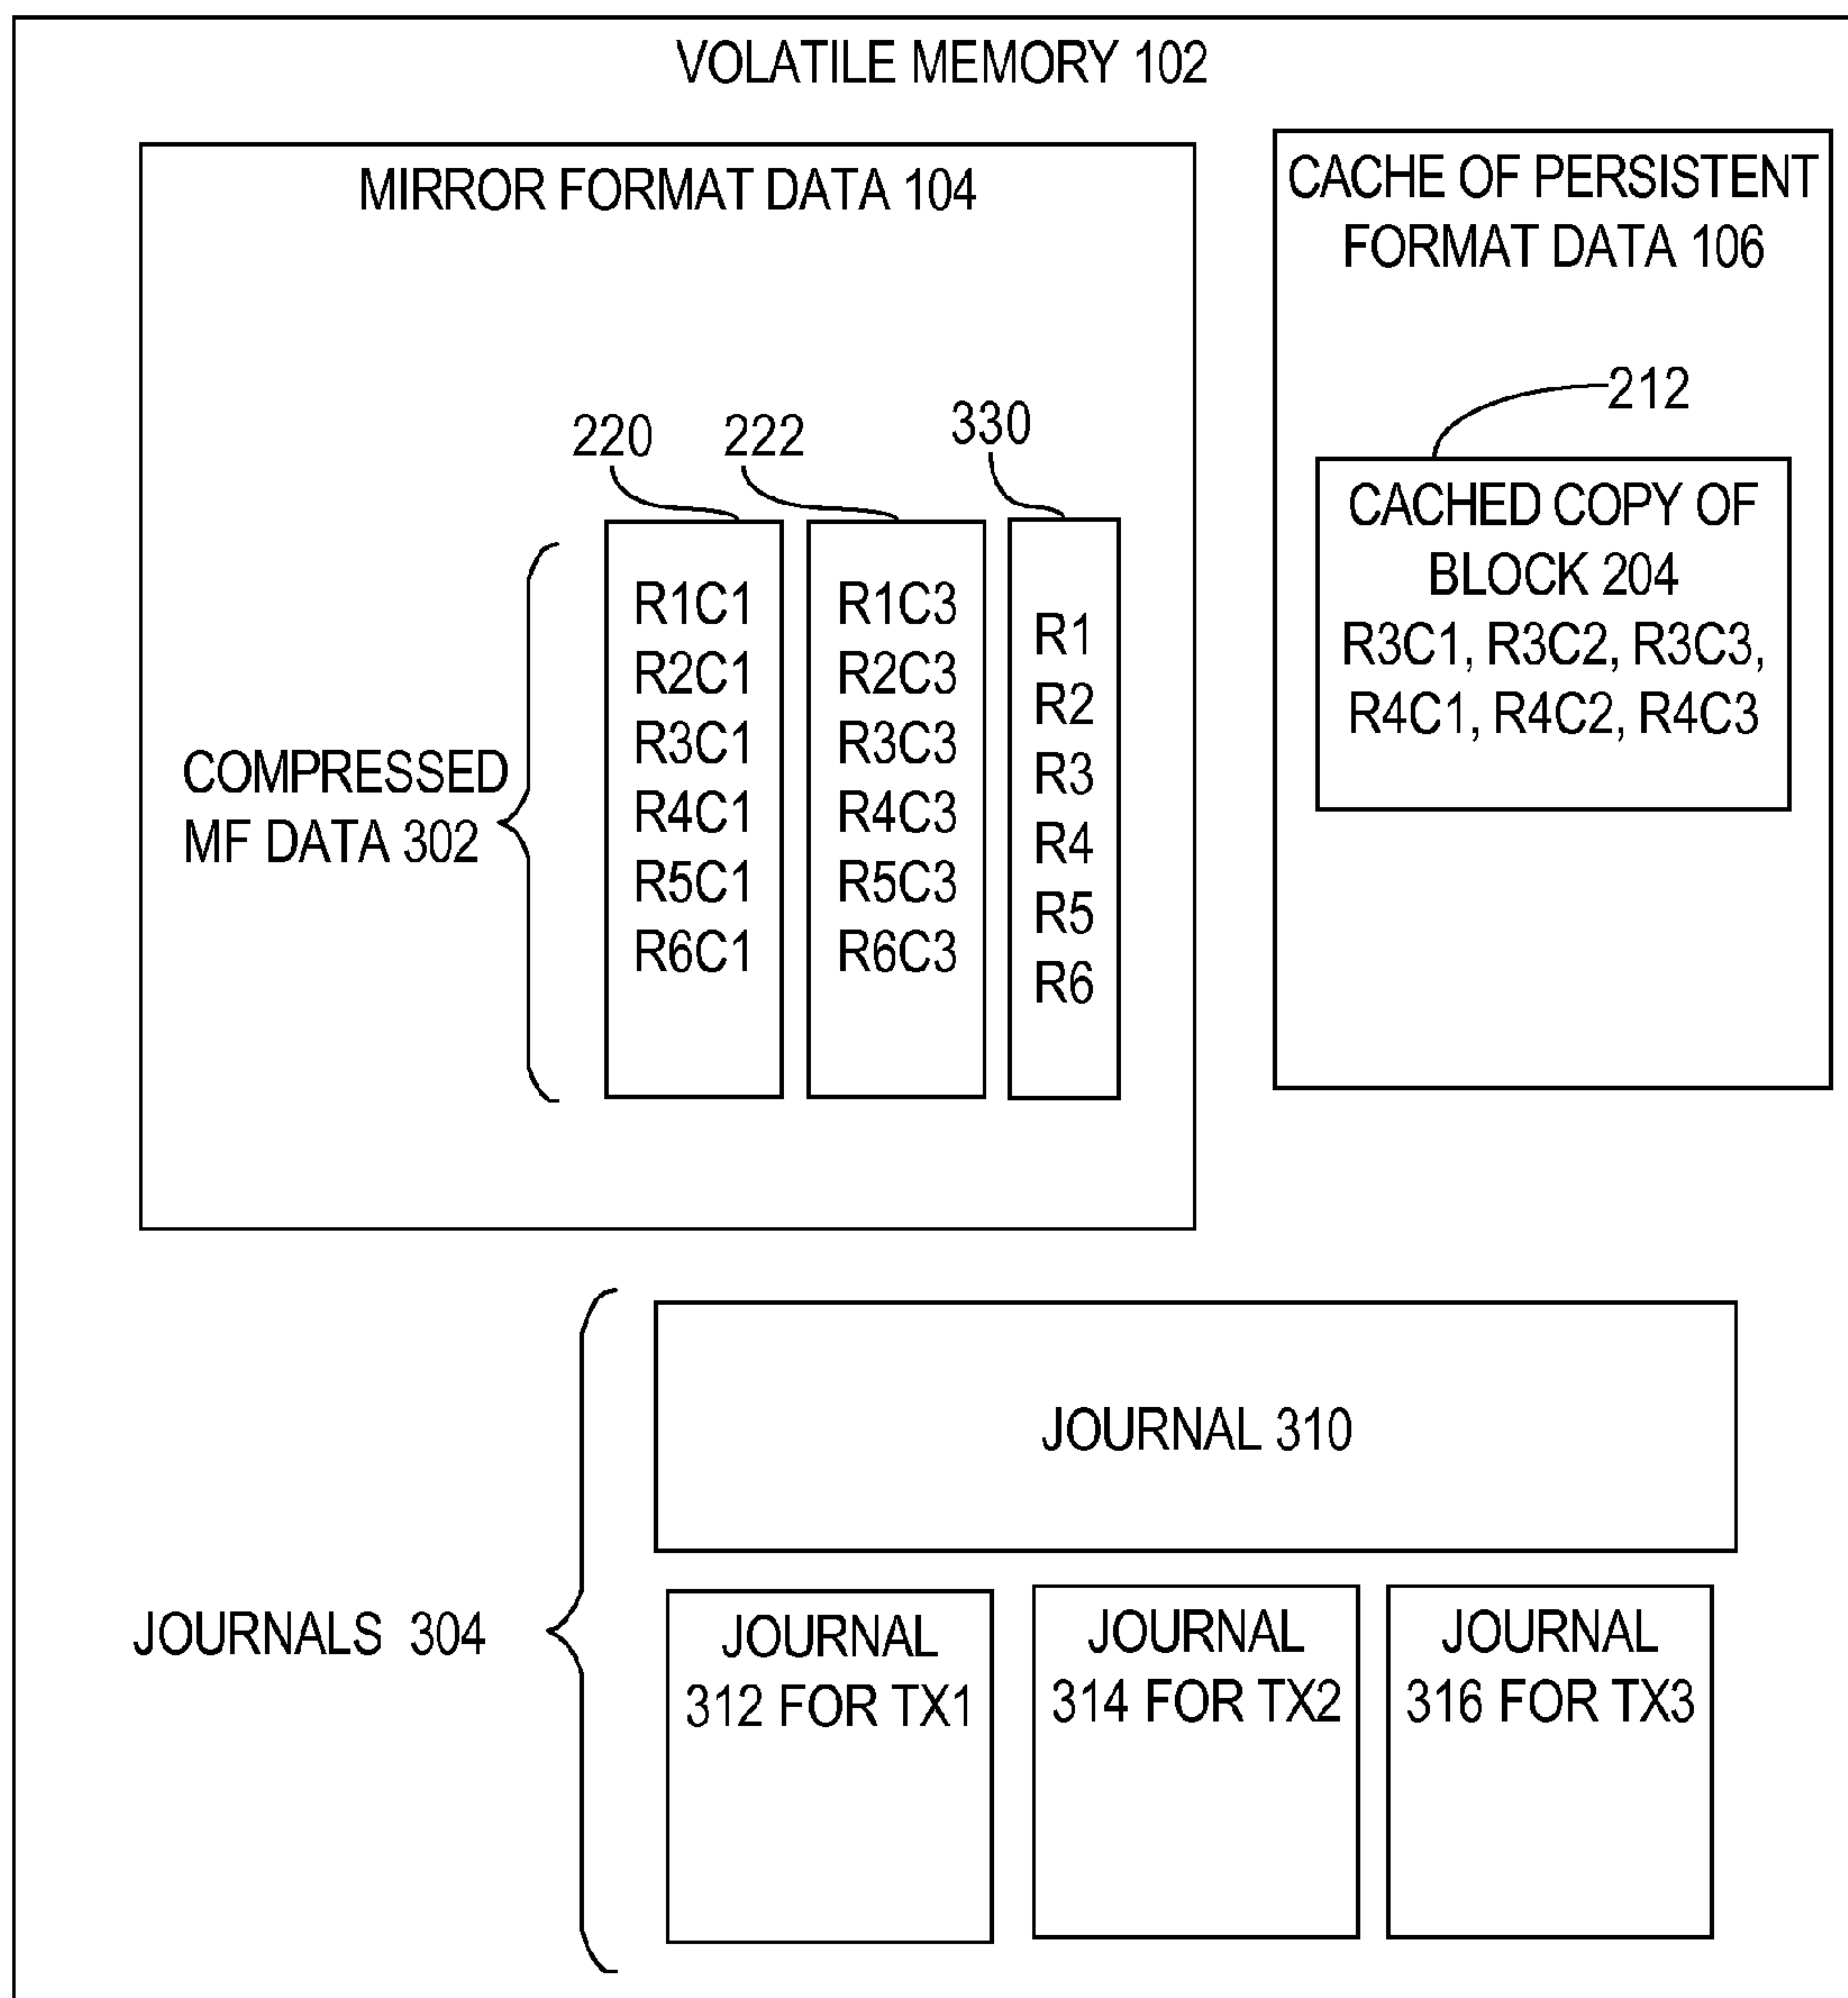 VOLATILE MEMORY 102
MIRROR FORMAT DATA 104
220
222
330
COMPRESSED
MF DATA 302
R1C1
R2C1
R3C1
R4C1
R5C1
R6C1
R1C3
R2C3
R3C3
R4C3
R5C3
R6C3
R1
R2
R3
R4
R5
R6
CACHE OF PERSISTENT
FORMAT DATA 106
212
CACHED COPY OF
BLOCK 204
R3C1, R3C2, R3C3,
R4C1, R4C2, R4C3
JOURNALS 304
JOURNAL 310
JOURNAL
312 FOR TX1
JOURNAL
314 FOR TX2
JOURNAL
316 FOR TX3